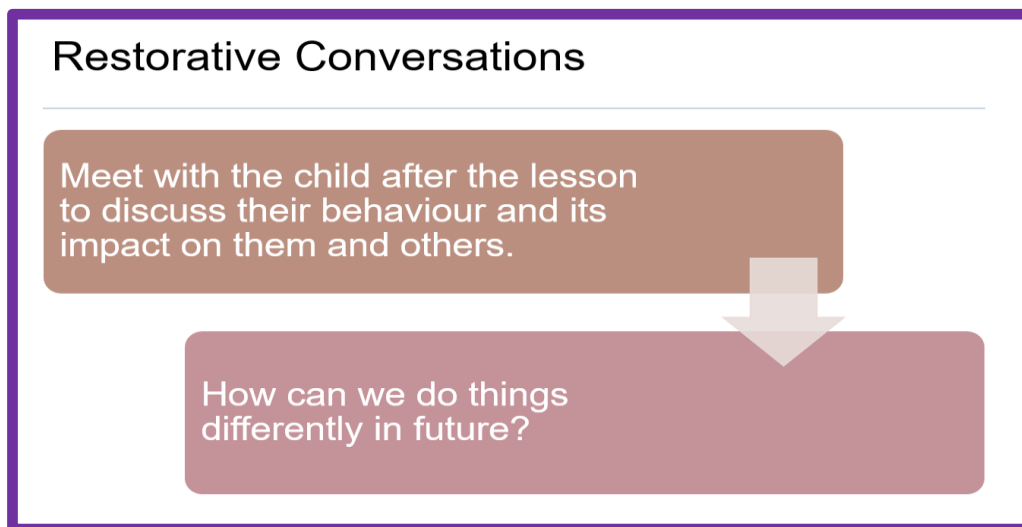 Restorative Conversations
Meet with the child after the lesson
to discuss their behaviour and its
impact on them and others.
How can we do things
differently in future?